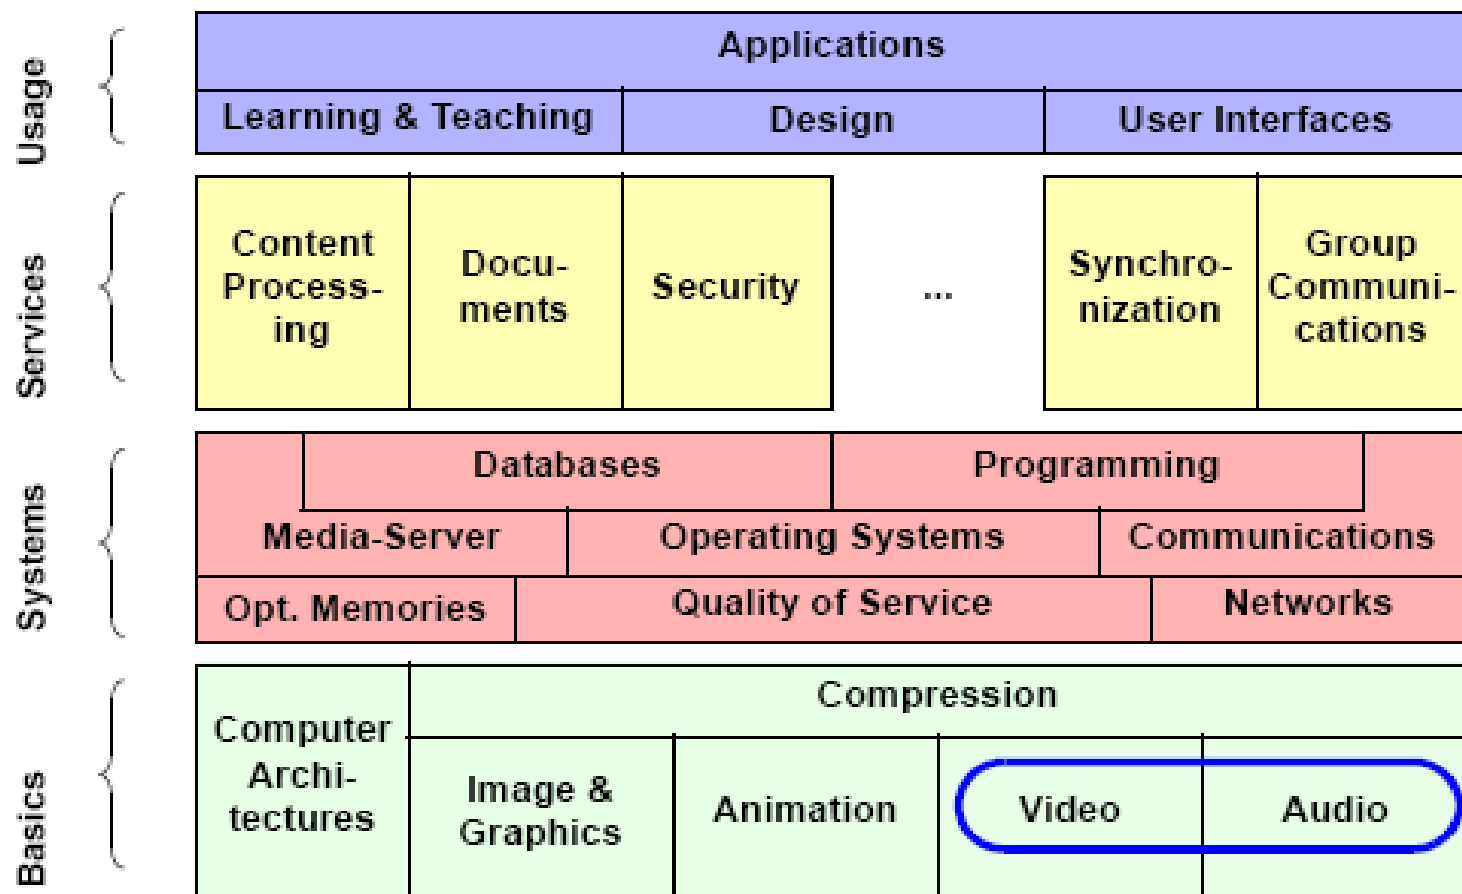 Usage
Applications
Learning & Teaching
Design
User Interfaces
Services
Content
Process-
ing
Docu-
ments
Security
...
Synchro-
nization
Group
Communi-
cations
Systems
Databases
Programming
Media-Server
Operating Systems
Communications
Opt. Memories
Quality of Service
Networks
Basics
Computer
Archi-
tectures
Compression
Image &
Graphics
Animation
Video
Audio